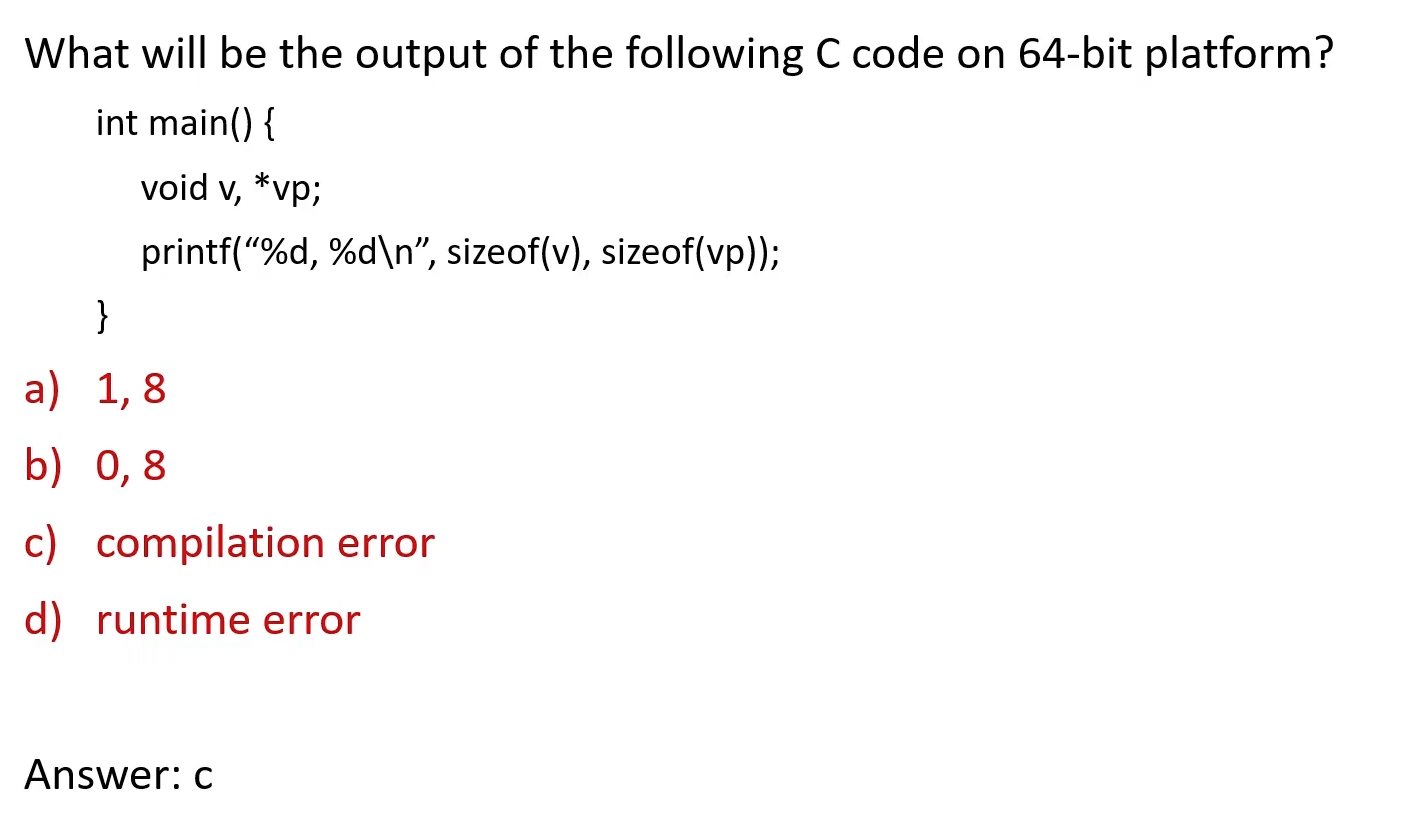 What will be the output of the following C code on 64-bit platform?
int main() {
void v, *vp;
printf(“%d, %d\n”, sizeof(v), sizeof(vp));
}
a) 1, 8
b) 0, 8
c) compilation error
d) runtime error
Answer: c